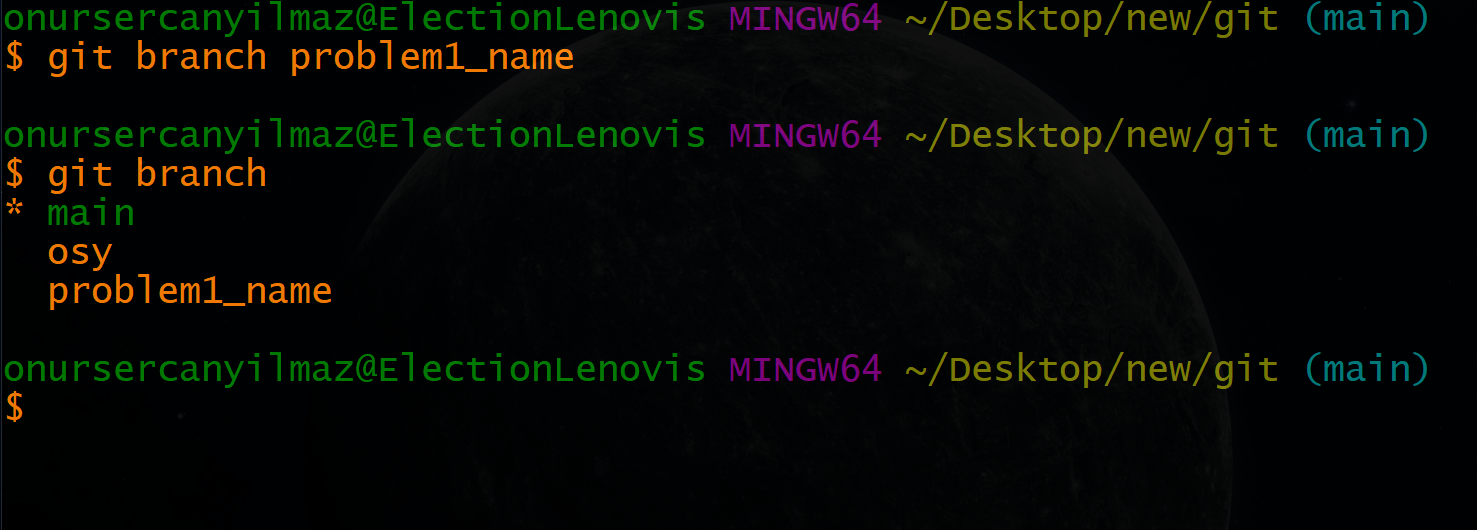 onursercanyilmaz@ElectionLenovis MINGW64 ~/Desktop/new/git (main)
$ git branch problem1_name
onursercanyilmaz@ElectionLenovis MINGW64 ~/Desktop/new/git (main)
$ git branch
* main
  osy
  problem1_name
onursercanyilmaz@ElectionLenovis MINGW64 ~/Desktop/new/git (main)
$